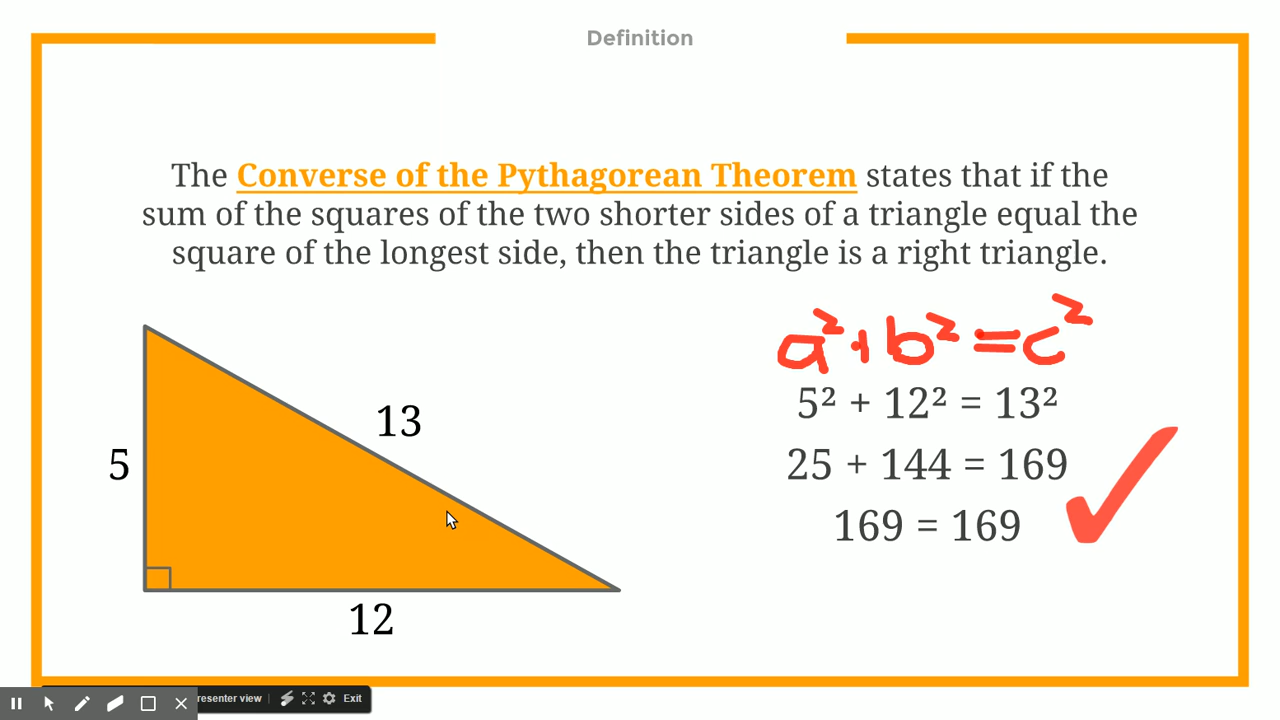 Definition
The Converse of the Pythagorean Theorem states that if the
sum of the squares of the two shorter sides of a triangle equal the
square of the longest side, then the triangle is a right triangle.
a² + b² = c²
5² + 12² = 13²
25 + 144 = 169
169 = 169
13
5
12
resenter view
Exit